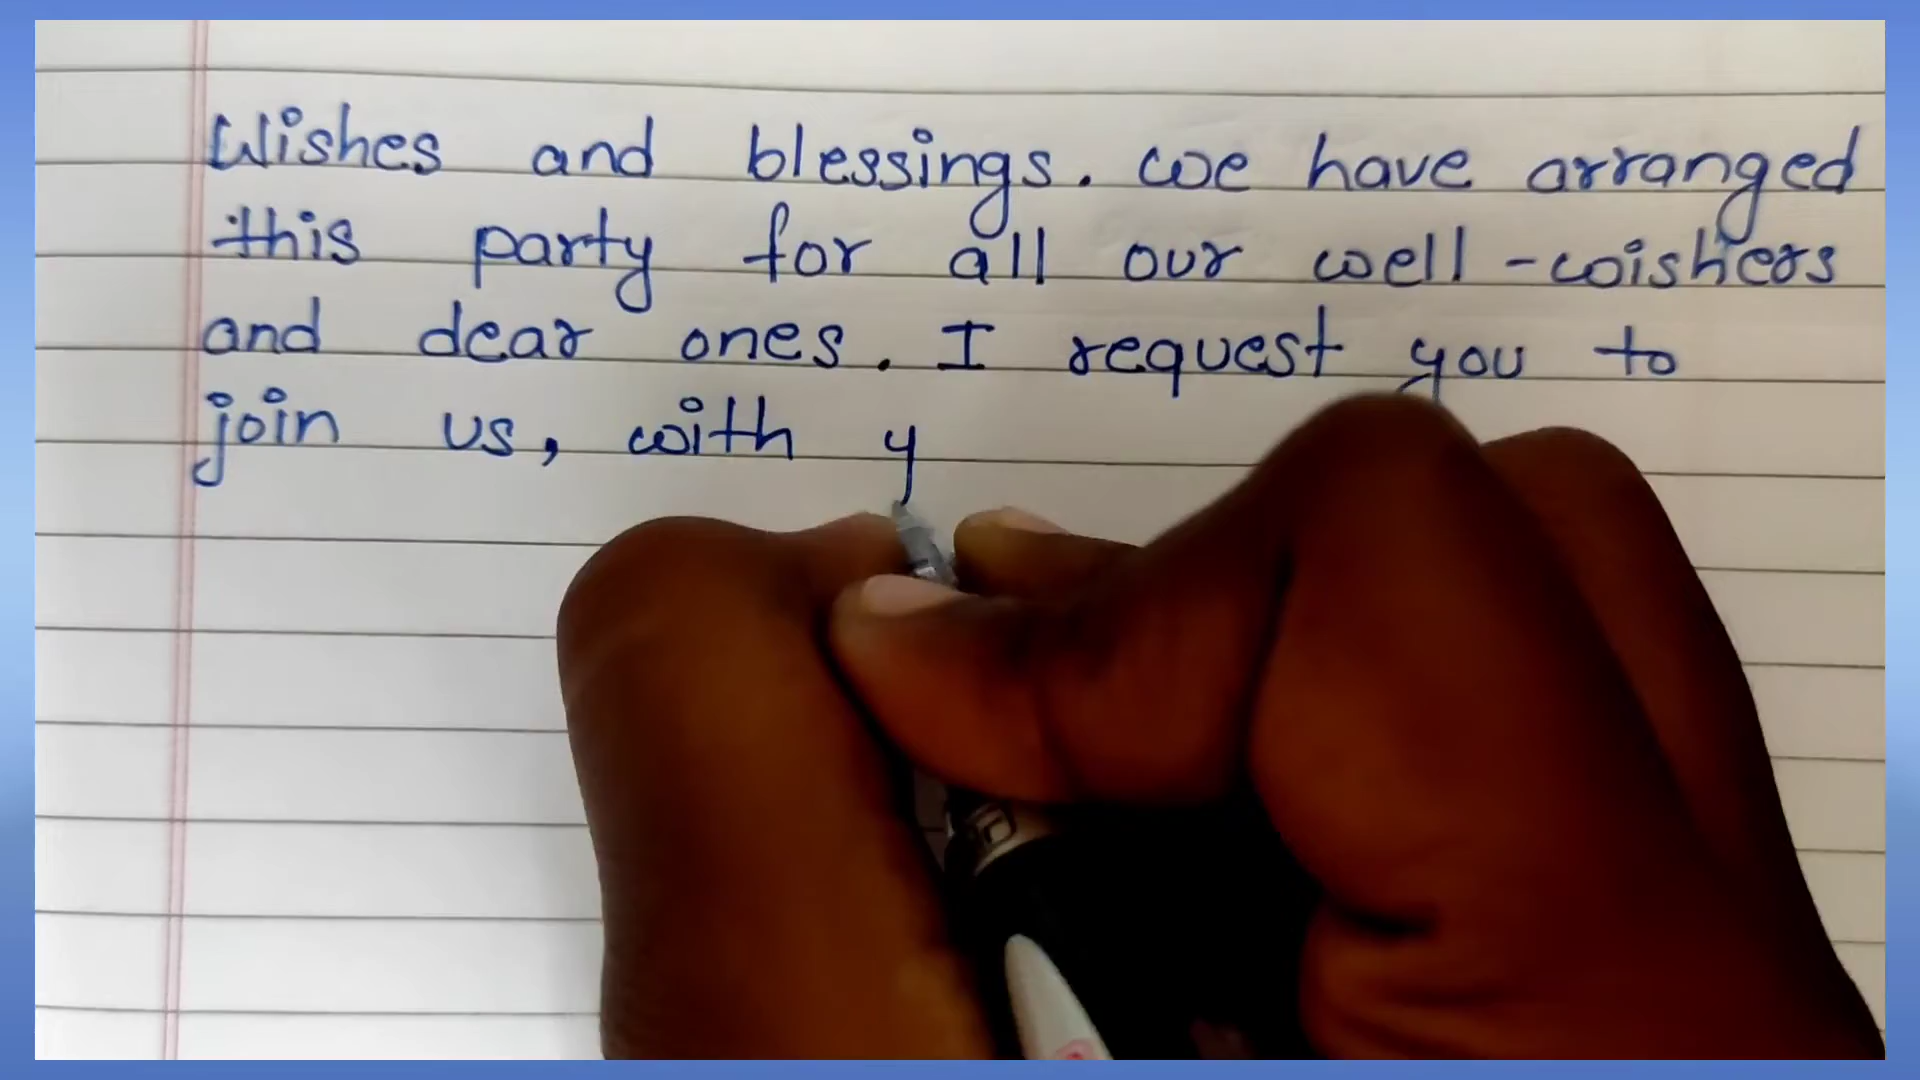 Wishes and blessings. we have arranged
this party for all our well-wishers
and dear ones. I request you to
join us, with y